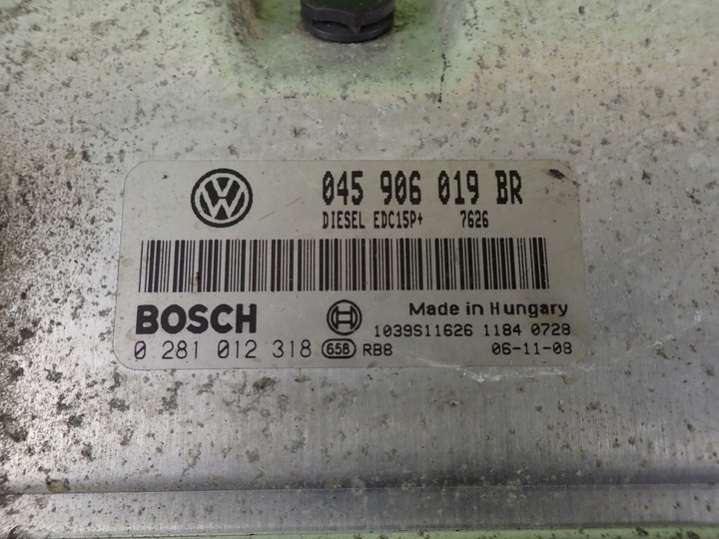 045 906 019 BR
DIESEL EDC15P+ 7626
BOSCH
Made in Hungary
1039S11626 1184 0728
0 281 012 318 658 RB8 06-11-08